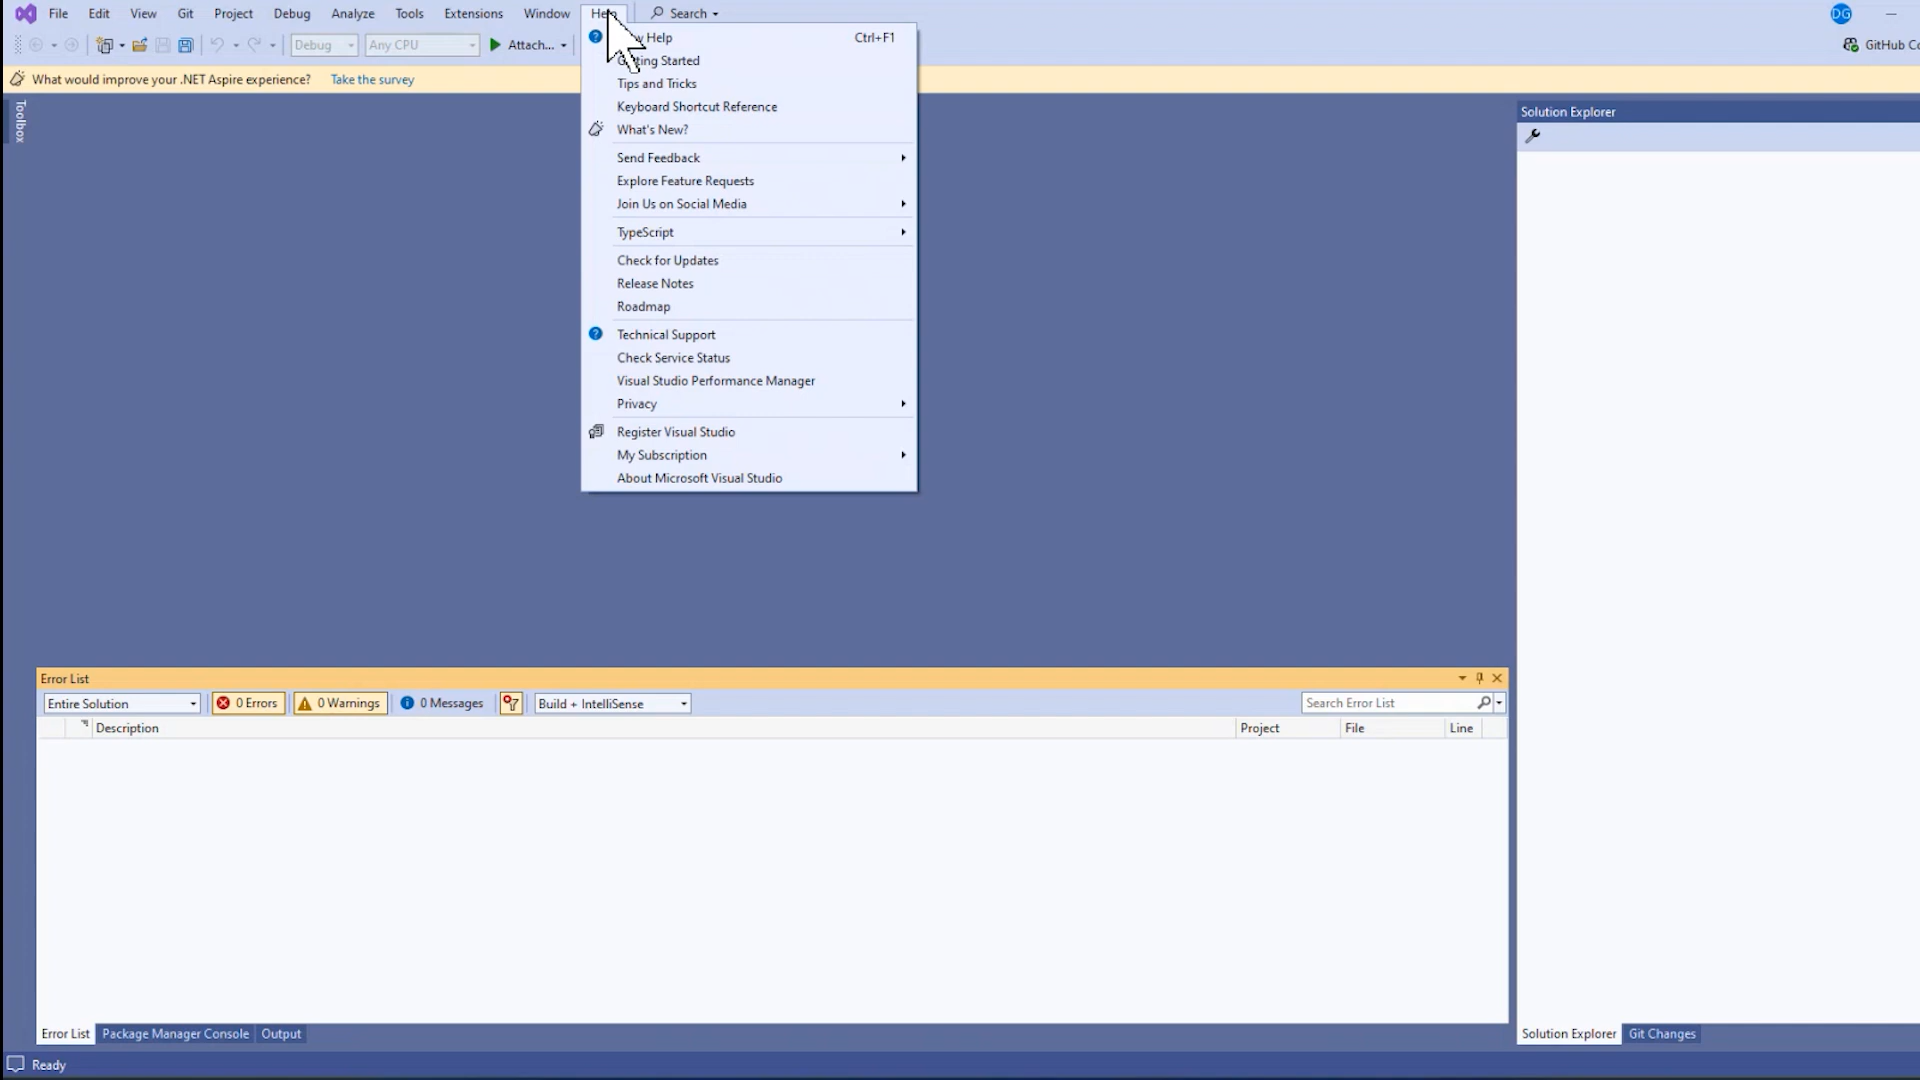 File Edit View Git Project Debug Analyze Tools Extensions Window Search
DG
Debug Any CPU Attach...
GitHub
What would improve your .NET Aspire experience? Take the survey
Toolbox
Help Ctrl+F1
Started
Tips and Tricks
Keyboard Shortcut Reference
What's New?
Send Feedback
Explore Feature Requests
Join Us on Social Media
TypeScript
Check for Updates
Release Notes
Roadmap
Technical Support
Check Service Status
Visual Studio Performance Manager
Privacy
Register Visual Studio
My Subscription
About Microsoft Visual Studio
Solution Explorer
Error List
Entire Solution 0 Errors 0 Warnings 0 Messages Build + IntelliSense Search Error List
Description Project File Line
Error List Package Manager Console Output
Solution Explorer Git Changes
Ready